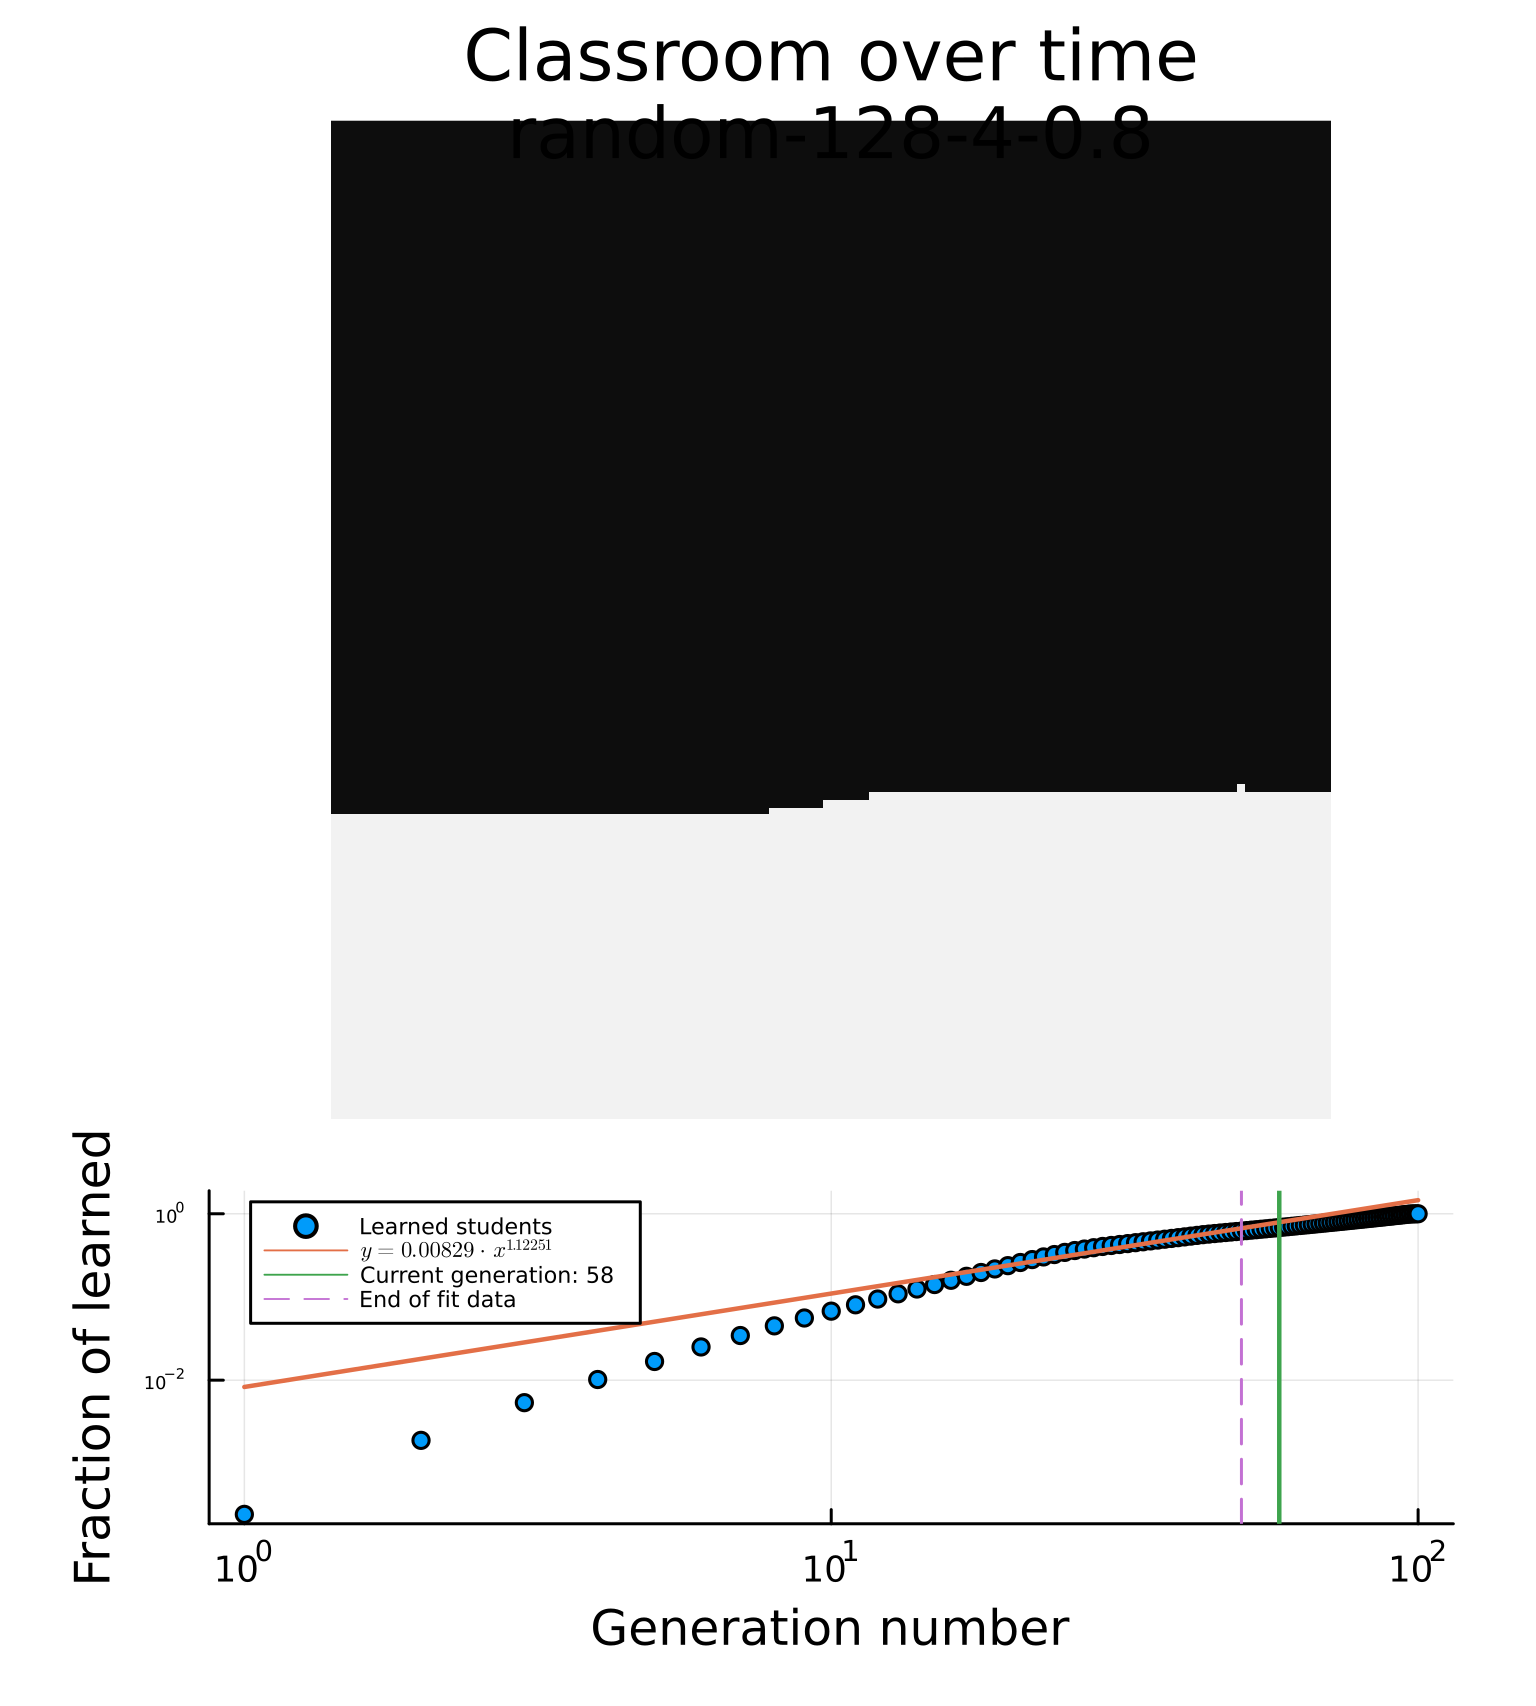 Classroom over time
random-128-4-0.8
Fraction of learned
10^0
10^-2
Learned students
y = 0.00829 · x^1.12251
Current generation: 58
End of fit data
10^0
10^1
10^2
Generation number